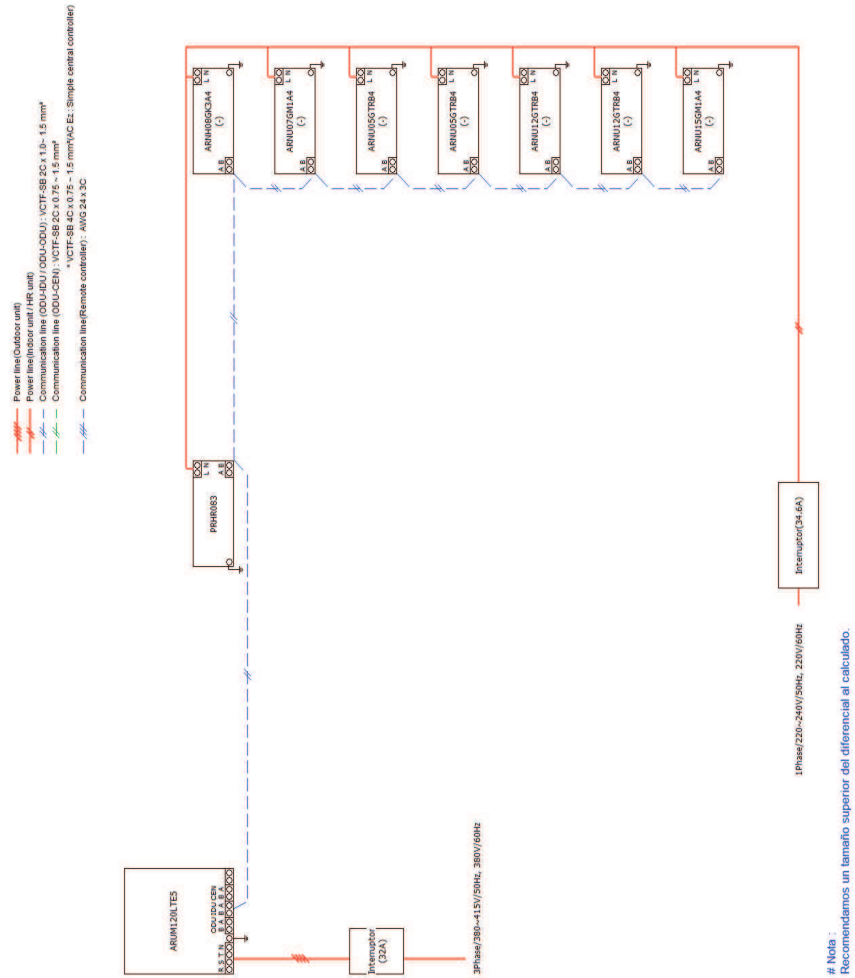 Power line(Outdoor unit)
Power line(Indoor unit / HR unit)
Communication line (ODU-IDU / ODU-ODU) : VCTF-SB 2C x 1.0~ 1.5 mm²
Communication line (ODU-CEN) : VCTF-SB 2C x 0.75 ~ 1.5 mm²
* VCTF-SB 4C x 0.75 ~ 1.5 mm²(AC Ez : Simple central controller)
Communication line(Remote controller) : AWG 24 x 3C
ARUM120LTE5
ODU IDU CEN
R S T N
B A B A B A
Interruptor
(32A)
3Phase/380~415V/50Hz, 380V/60Hz
PRHR083
L N
A B
ARNH08GK3A4
(-)
L N
A B
ARNU07GM1A4
(-)
L N
A B
ARNU05GTRB4
(-)
L N
A B
ARNU05GTRB4
(-)
L N
A B
ARNU12GTRB4
(-)
L N
A B
ARNU12GTRB4
(-)
L N
A B
ARNU15GM1A4
(-)
L N
A B
Interruptor(34.6A)
1Phase/220~240V/50Hz, 220V/60Hz
# Nota :
Recomendamos un tamaño superior del diferencial al calculado.